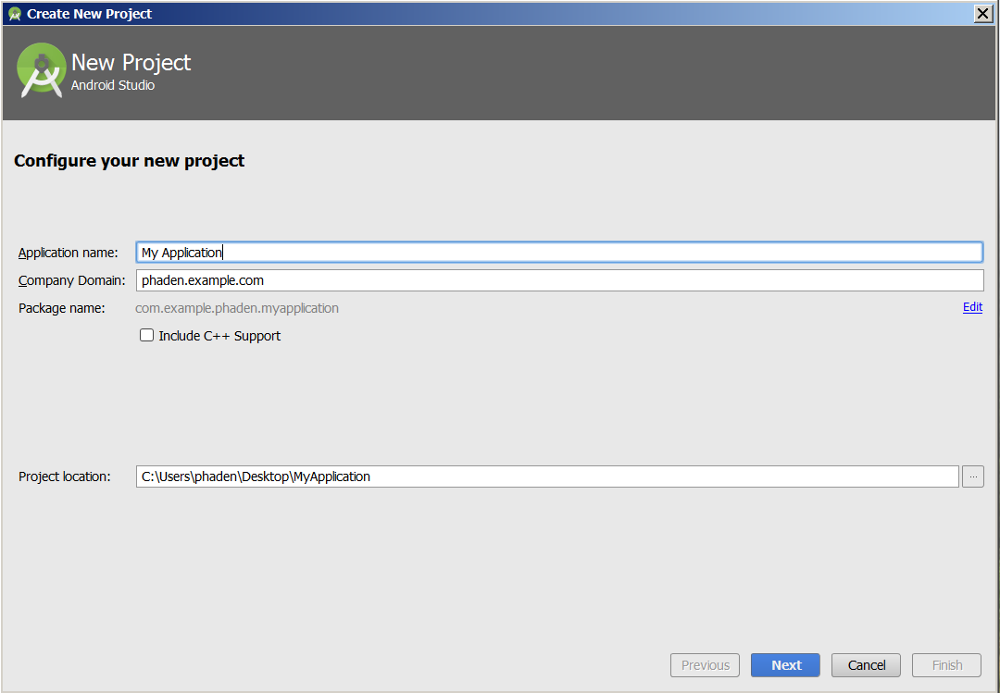 Create New Project
New Project
Android Studio
Configure your new project
Application name: My Application
Company Domain: phaden.example.com
Package name: com.example.phaden.myapplication Edit
Include C++ Support
Project location: C:\Users\phaden\Desktop\MyApplication ...
Previous Next Cancel Finish